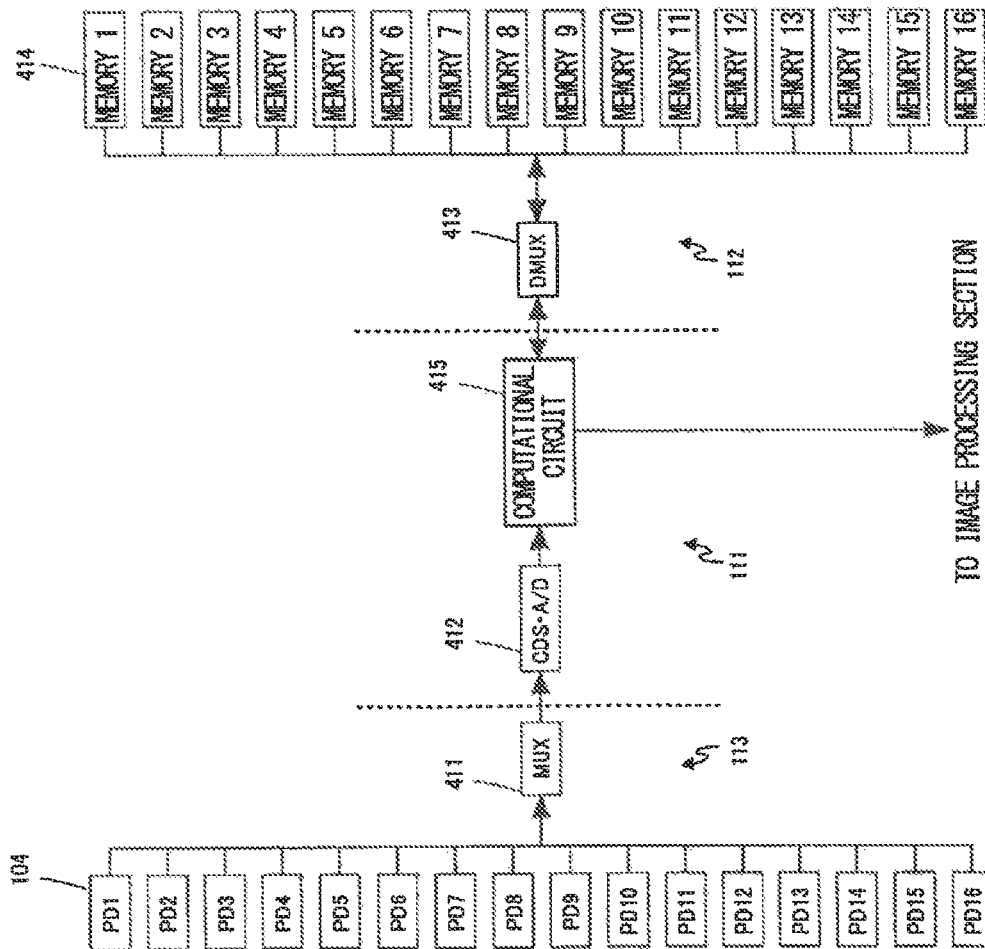 414
MEMORY 1
MEMORY 2
MEMORY 3
MEMORY 4
MEMORY 5
MEMORY 6
MEMORY 7
MEMORY 8
MEMORY 9
MEMORY 10
MEMORY 11
MEMORY 12
MEMORY 13
MEMORY 14
MEMORY 15
MEMORY 16
413
DMUX
112
415
COMPUTATIONAL
CIRCUIT
TO IMAGE PROCESSING SECTION
412
CDS·A/D
111
411
MUX
113
104
PD1
PD2
PD3
PD4
PD5
PD6
PD7
PD8
PD9
PD10
PD11
PD12
PD13
PD14
PD15
PD16